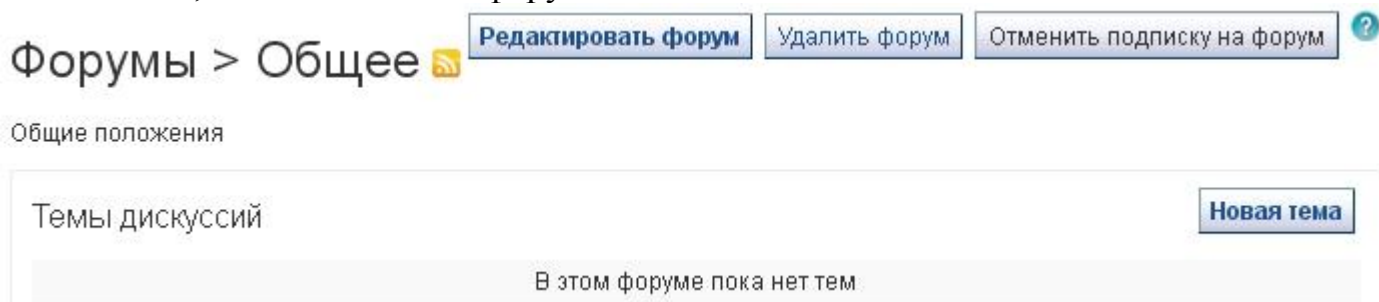 Форумы > Общее Редактировать форум Удалить форум Отменить подписку на форум ?
Общие положения
Темы дискуссий Новая тема
В этом форуме пока нет тем